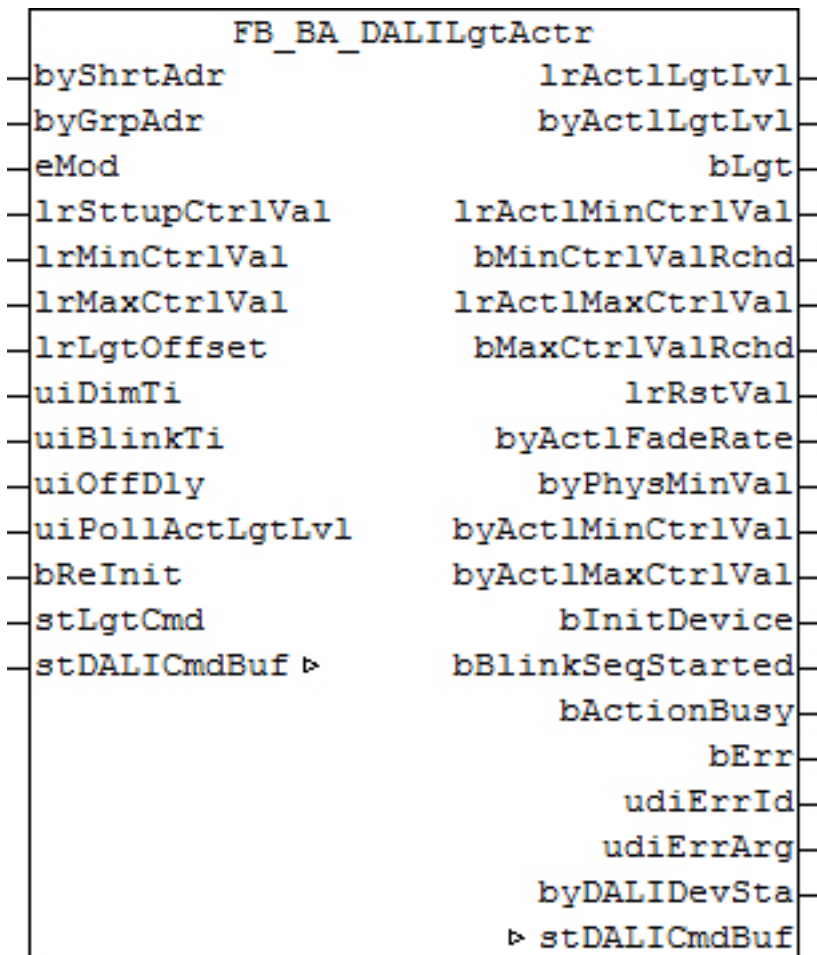 FB_BA_DALILgtActr
byShrtAdr lrActlLgtLvl
byGrpAdr byActlLgtLvl
eMod bLgt
lrSttupCtrlVal lrActlMinCtrlVal
lrMinCtrlVal bMinCtrlValRchd
lrMaxCtrlVal lrActlMaxCtrlVal
lrLgtOffset bMaxCtrlValRchd
uiDimTi lrRstVal
uiBlinkTi byActlFadeRate
uiOffDly byPhysMinVal
uiPollActLgtLvl byActlMinCtrlVal
bReInit byActlMaxCtrlVal
stLgtCmd bInitDevice
stDALICmdBuf bBlinkSeqStarted
bActionBusy
bErr
udiErrId
udiErrArg
byDALIDevSta
stDALICmdBuf